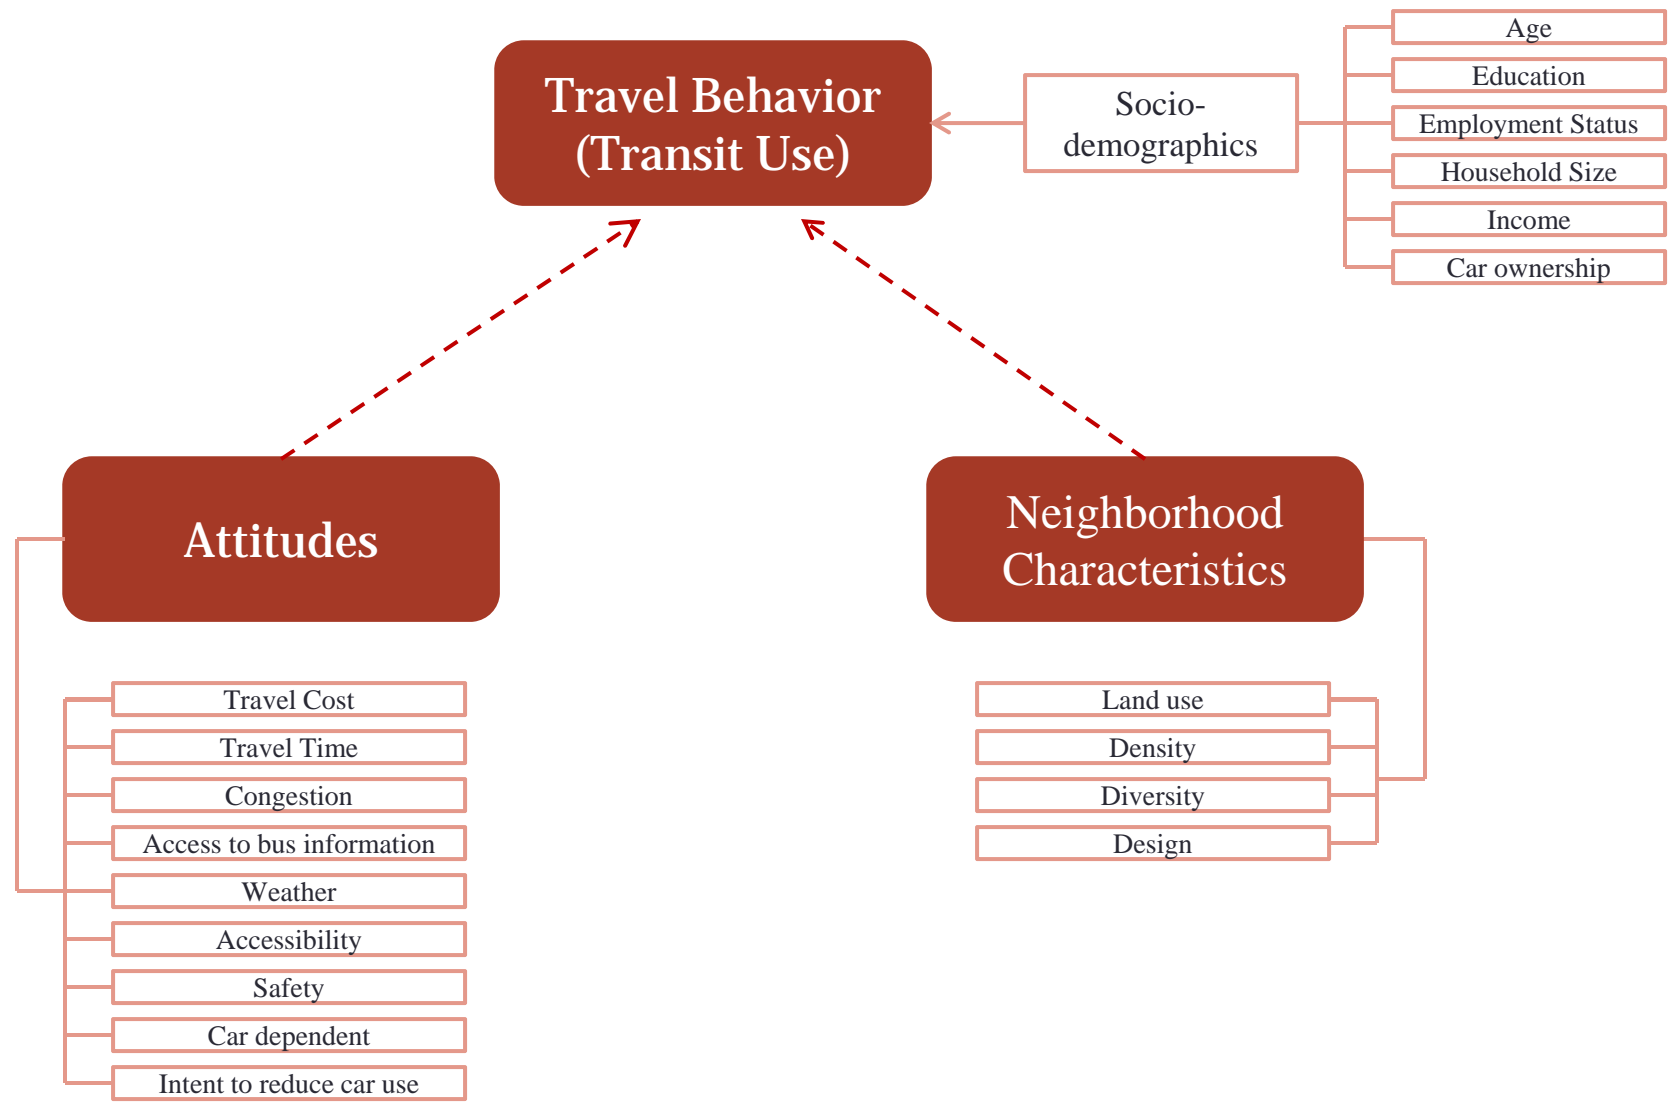 Travel Behavior
(Transit Use)
Socio-
demographics
Age
Education
Employment Status
Household Size
Income
Car ownership
Attitudes
Travel Cost
Travel Time
Congestion
Access to bus information
Weather
Accessibility
Safety
Car dependent
Intent to reduce car use
Neighborhood
Characteristics
Land use
Density
Diversity
Design